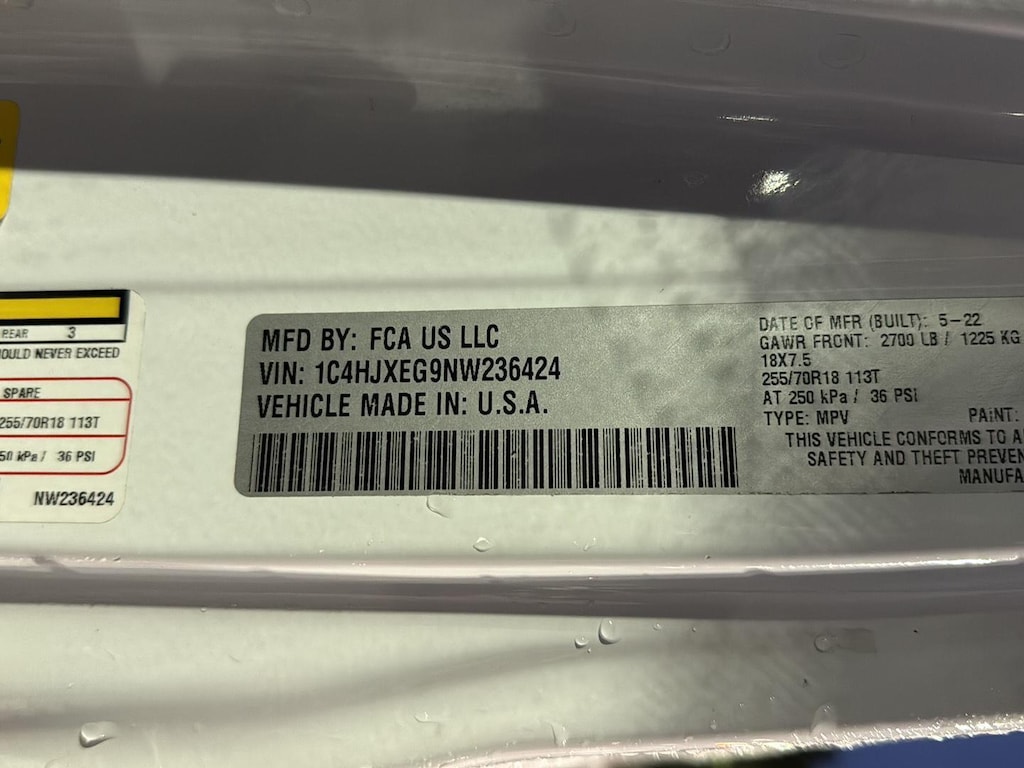 REAR 3
OULD NEVER EXCEED
SPARE
255/70R18 113T
50 kPa / 36 PSI
NW236424
MFD BY: FCA US LLC
VIN: 1C4HJXEG9NW236424
VEHICLE MADE IN: U.S.A.
DATE OF MFR (BUILT): 5-22
GAWR FRONT: 2700 LB / 1225 KG
18X7.5
255/70R18 113T
AT 250 kPa / 36 PSI
TYPE: MPV PAINT:
THIS VEHICLE CONFORMS TO A
SAFETY AND THEFT PREVEN
MANUFA